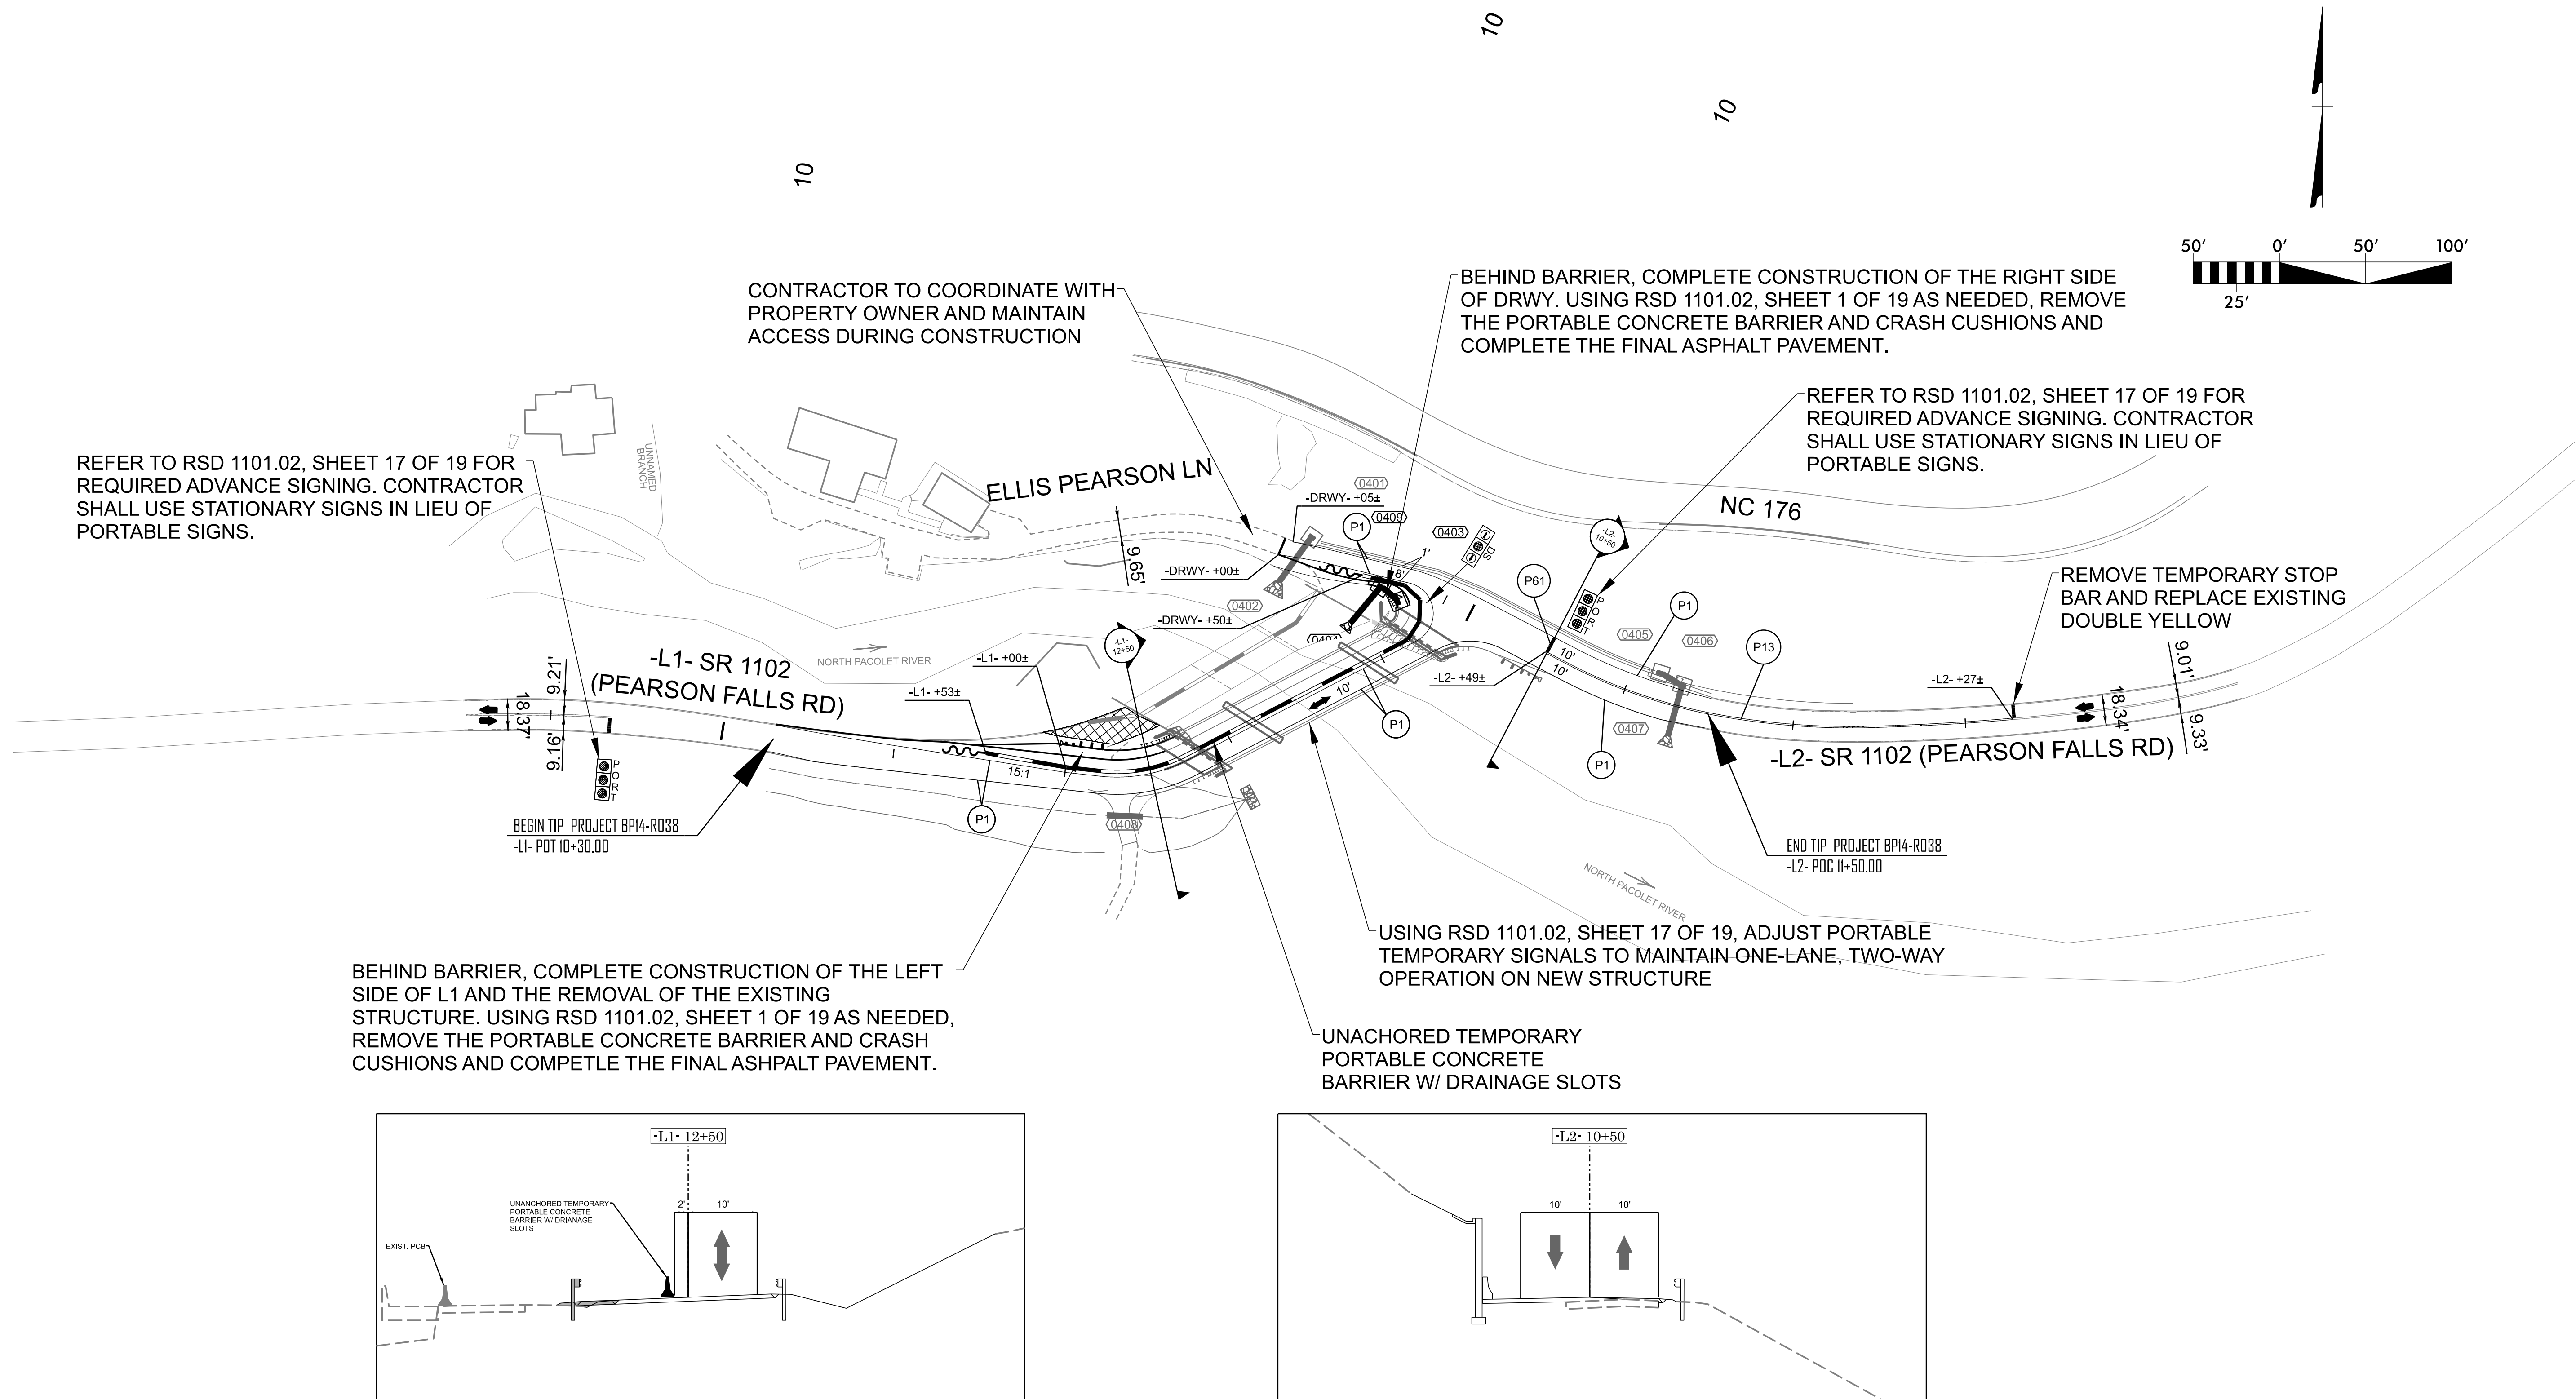 10
10
10
50' 0' 50' 100'
25'
CONTRACTOR TO COORDINATE WITH
PROPERTY OWNER AND MAINTAIN
ACCESS DURING CONSTRUCTION
BEHIND BARRIER, COMPLETE CONSTRUCTION OF THE RIGHT SIDE
OF DRWY. USING RSD 1101.02, SHEET 1 OF 19 AS NEEDED, REMOVE
THE PORTABLE CONCRETE BARRIER AND CRASH CUSHIONS AND
COMPLETE THE FINAL ASPHALT PAVEMENT.
REFER TO RSD 1101.02, SHEET 17 OF 19 FOR
REQUIRED ADVANCE SIGNING. CONTRACTOR
SHALL USE STATIONARY SIGNS IN LIEU OF
PORTABLE SIGNS.
REFER TO RSD 1101.02, SHEET 17 OF 19 FOR
REQUIRED ADVANCE SIGNING. CONTRACTOR
SHALL USE STATIONARY SIGNS IN LIEU OF
PORTABLE SIGNS.
UNNAMED
BRANCH
ELLIS PEARSON LN
NC 176
0401
-DRWY- +05±
P1
0409
0403
DS
1'
8'
-L2-
10+50
9.65'
-DRWY- +00±
P61
PORT
REMOVE TEMPORARY STOP
BAR AND REPLACE EXISTING
DOUBLE YELLOW
0402
-DRWY- +50±
0404
P1
0405
0406
P13
-L1-
12+50
NORTH PACOLET RIVER
-L1- SR 1102
(PEARSON FALLS RD)
-L1- +00±
-L1- +53±
10'
10'
10'
-L2- +49±
-L2- +27±
9.01'
18.34'
9.33'
9.21'
18.37'
9.16'
PORT
15:1
P1
P1
P1
0407
0408
-L2- SR 1102 (PEARSON FALLS RD)
BEGIN TIP PROJECT BP14-R038
-L1- POT 10+30.00
END TIP PROJECT BP14-R038
-L2- POC 11+50.00
NORTH PACOLET RIVER
USING RSD 1101.02, SHEET 17 OF 19, ADJUST PORTABLE
TEMPORARY SIGNALS TO MAINTAIN ONE-LANE, TWO-WAY
OPERATION ON NEW STRUCTURE
BEHIND BARRIER, COMPLETE CONSTRUCTION OF THE LEFT
SIDE OF L1 AND THE REMOVAL OF THE EXISTING
STRUCTURE. USING RSD 1101.02, SHEET 1 OF 19 AS NEEDED,
REMOVE THE PORTABLE CONCRETE BARRIER AND CRASH
CUSHIONS AND COMPETLE THE FINAL ASHPALT PAVEMENT.
UNACHORED TEMPORARY
PORTABLE CONCRETE
BARRIER W/ DRAINAGE SLOTS
-L1- 12+50
UNANCHORED TEMPORARY
PORTABLE CONCRETE
BARRIER W/ DRIANAGE
SLOTS
2' 10'
EXIST. PCB
-L2- 10+50
10' 10'